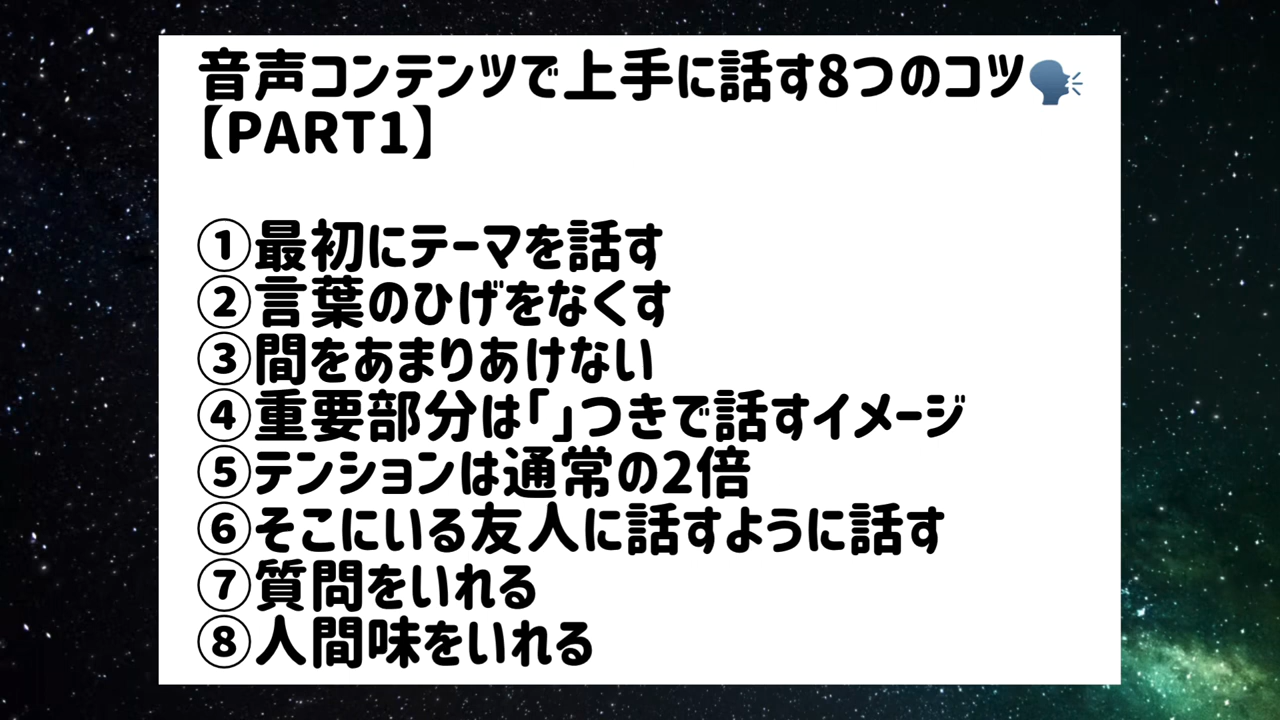 音声コンテンツで上手に話す8つのコツ🗣
【PART1】
①最初にテーマを話す
②言葉のひげをなくす
③間をあまりあけない
④重要部分は「」つきで話すイメージ
⑤テンションは通常の2倍
⑥そこにいる友人に話すように話す
⑦質問をいれる
⑧人間味をいれる